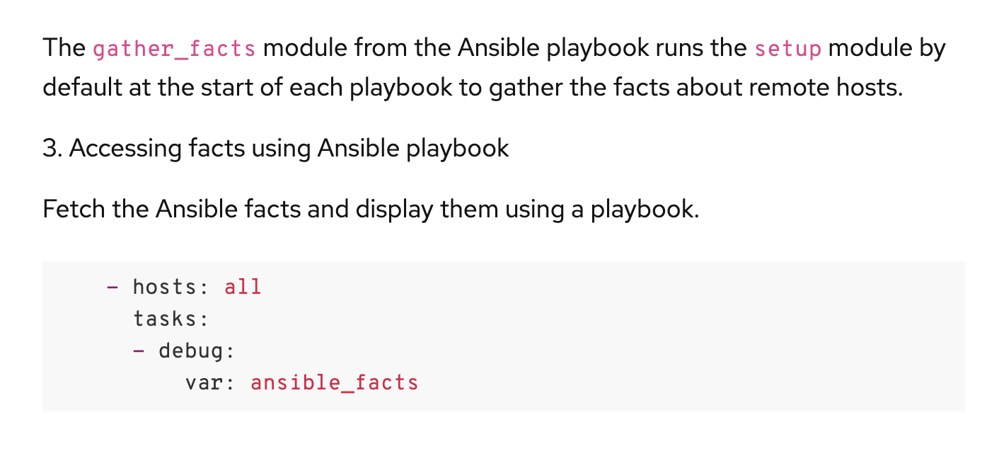 The gather_facts module from the Ansible playbook runs the setup module by
default at the start of each playbook to gather the facts about remote hosts.
3. Accessing facts using Ansible playbook
Fetch the Ansible facts and display them using a playbook.
- hosts: all
  tasks:
  - debug:
      var: ansible_facts